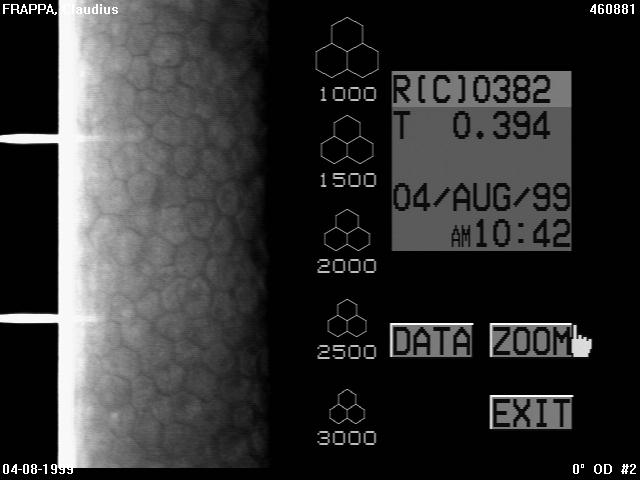 FRAPPA, Claudius
460881
1000
1500
2000
2500
3000
R[C]0382
T 0.394
04/AUG/99
AM10:42
DATA ZOOM
EXIT
04-08-1999
0° OD #2